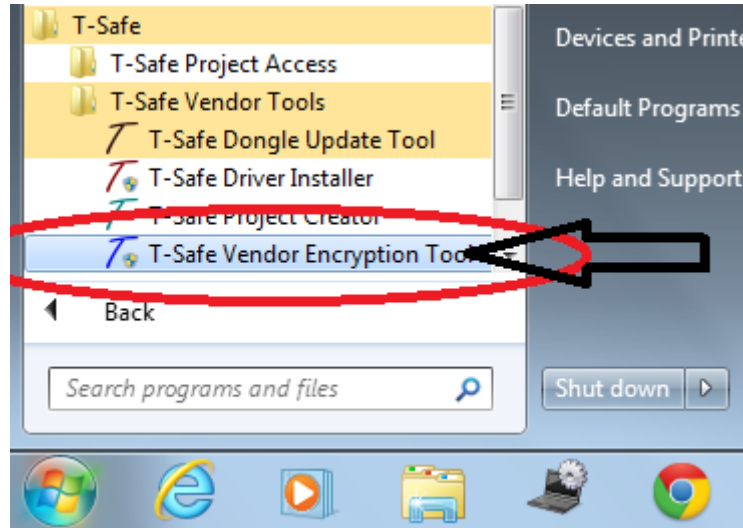 T-Safe
T-Safe Project Access
T-Safe Vendor Tools
T-Safe Dongle Update Tool
T-Safe Driver Installer
T-Safe Project Creator
T-Safe Vendor Encryption Tool
Back
Search programs and files
Devices and Printe
Default Programs
Help and Support
Shut down